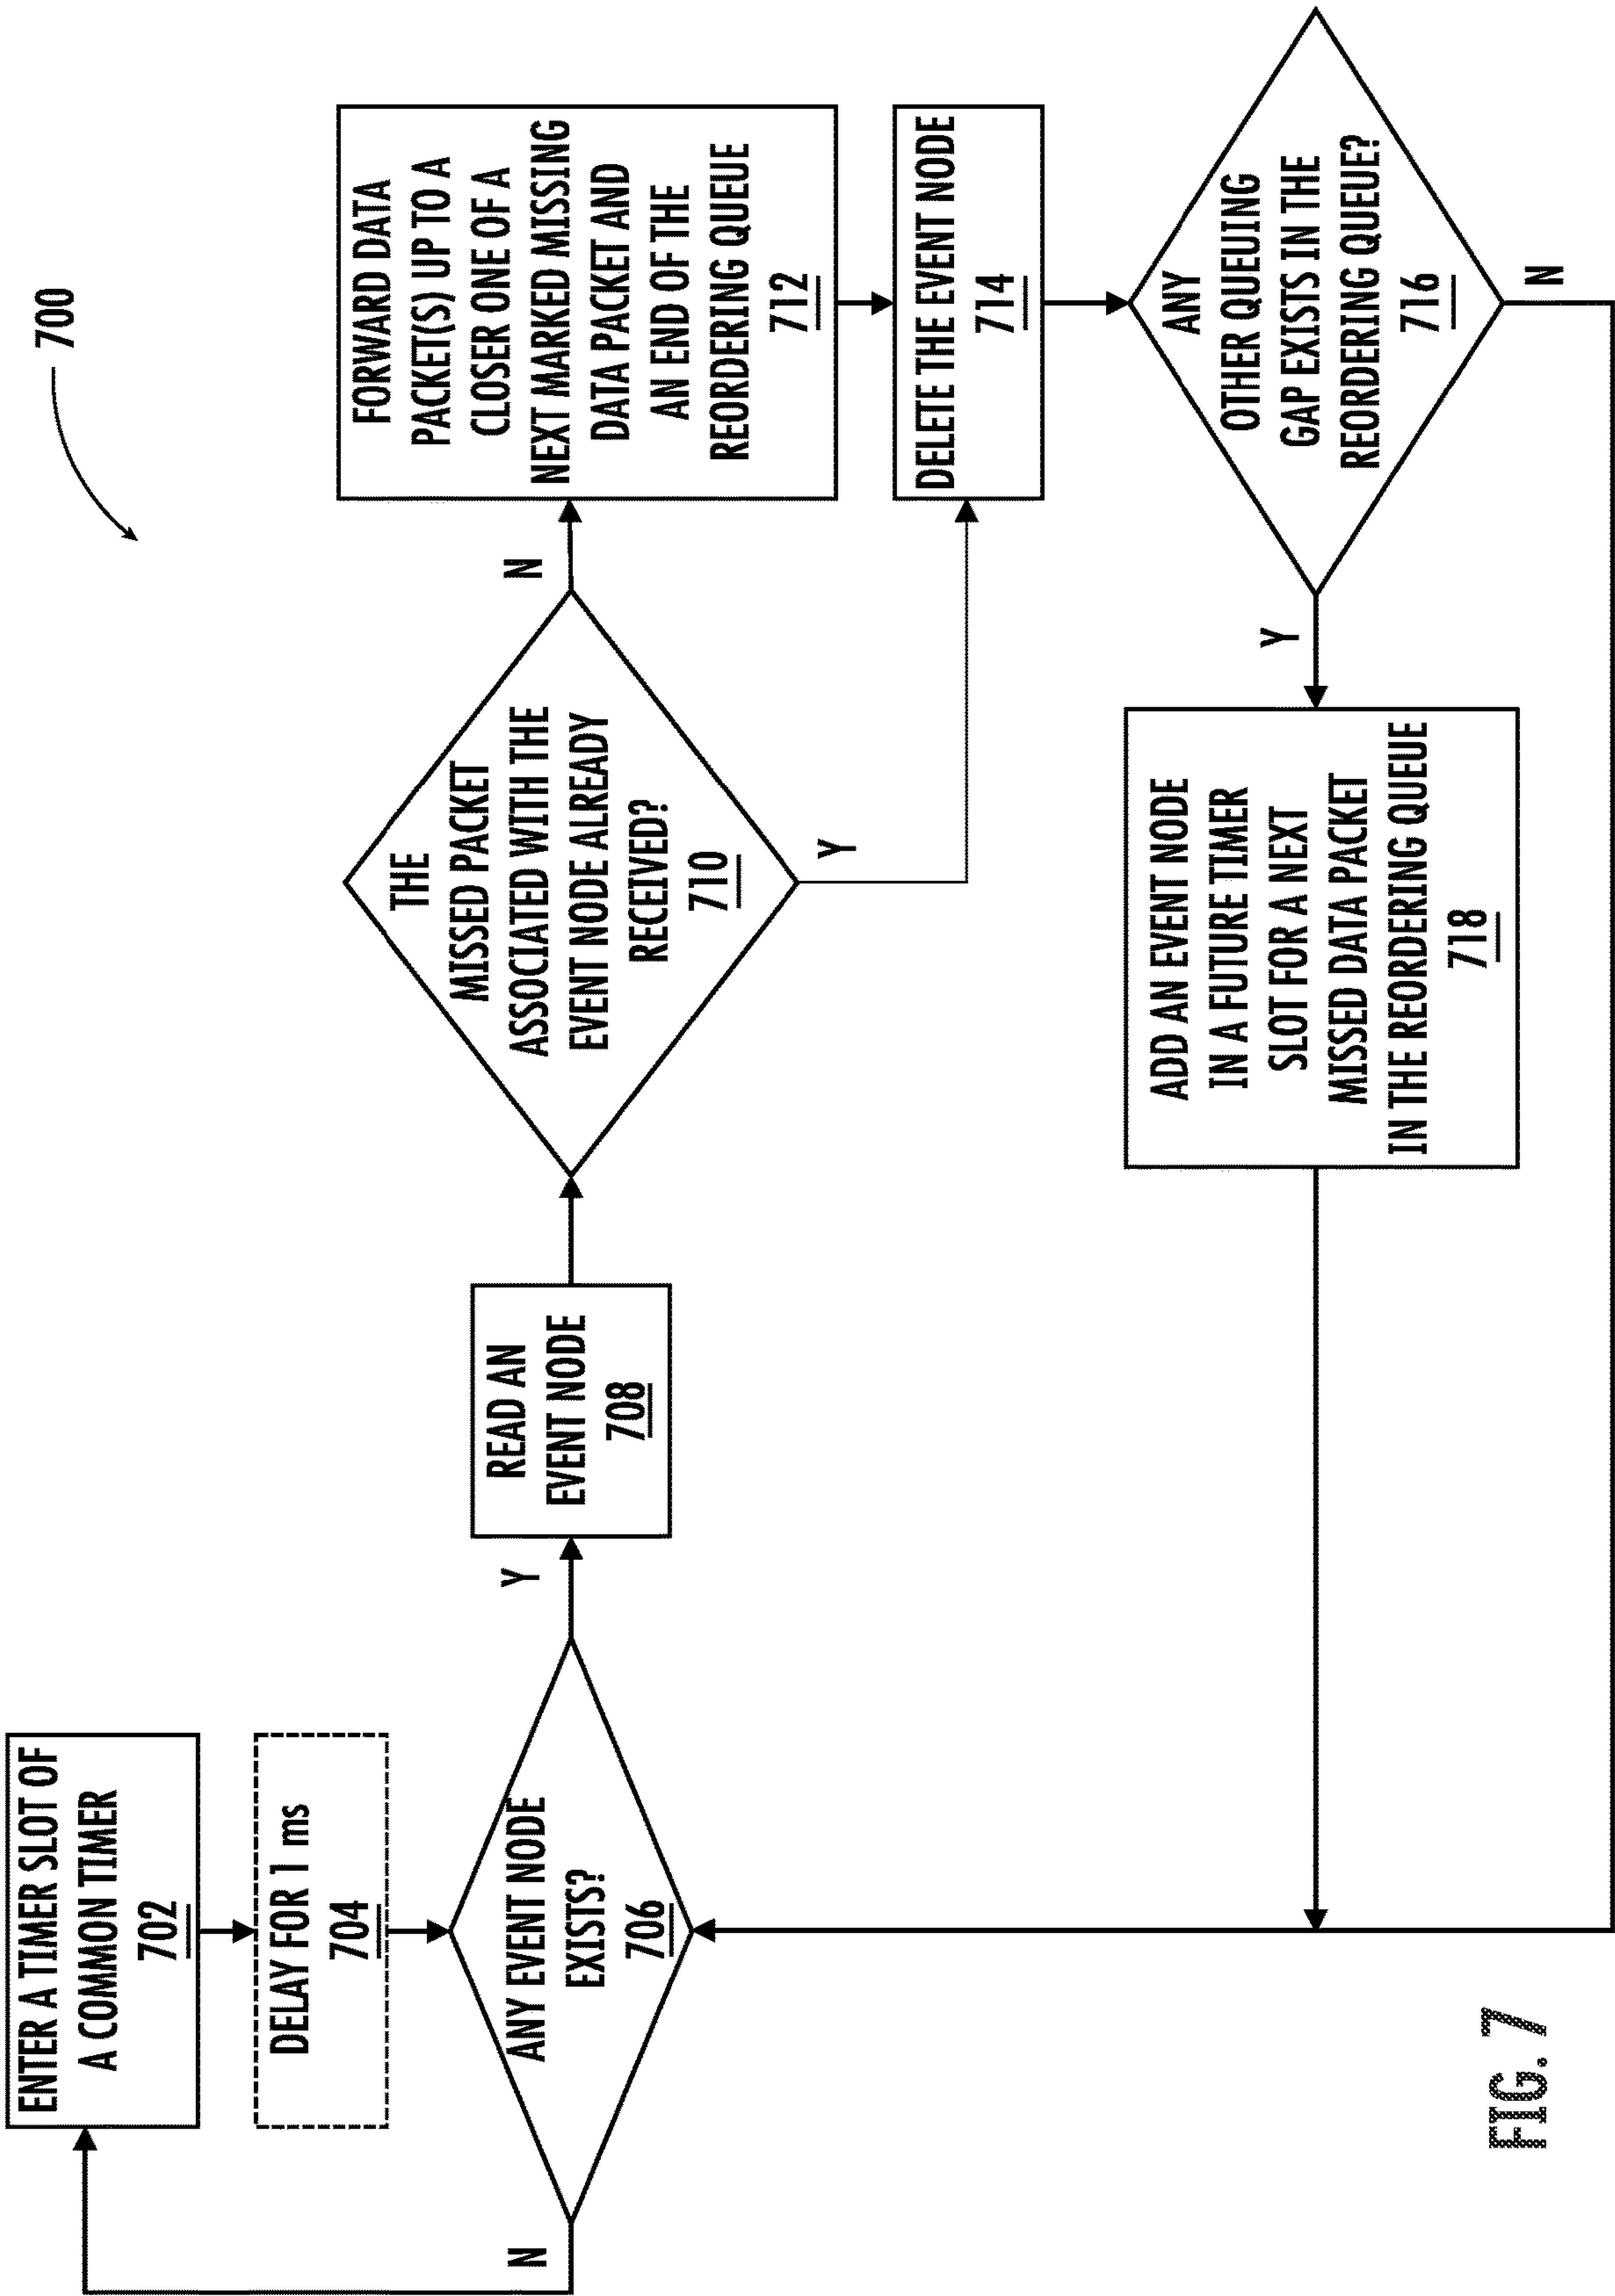 700
ENTER A TIMER SLOT OF
A COMMON TIMER
702
DELAY FOR 1 ms
704
ANY EVENT NODE
EXISTS?
706
N
Y
READ AN
EVENT NODE
708
THE
MISSED PACKET
ASSOCIATED WITH THE
EVENT NODE ALREADY
RECEIVED?
710
N
Y
FORWARD DATA
PACKET(S) UP TO A
CLOSER ONE OF A
NEXT MARKED MISSING
DATA PACKET AND
AN END OF THE
REORDERING QUEUE
712
DELETE THE EVENT NODE
714
ANY
OTHER QUEUING
GAP EXISTS IN THE
REORDERING QUEUE?
716
Y
N
ADD AN EVENT NODE
IN A FUTURE TIMER
SLOT FOR A NEXT
MISSED DATA PACKET
IN THE REORDERING QUEUE
718
FIG. 7